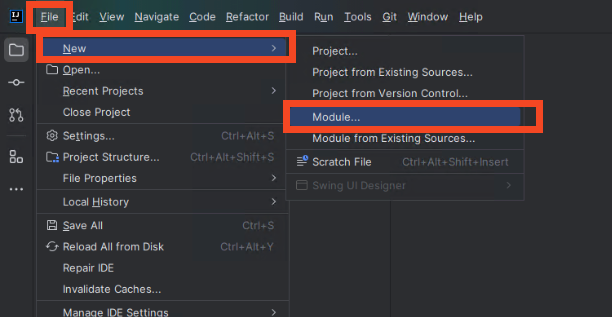 IJ
File Edit View Navigate Code Refactor Build Run Tools Git Window Help
New
Open...
Recent Projects
Close Project
Settings... Ctrl+Alt+S
Project Structure... Ctrl+Alt+Shift+S
File Properties
Local History
Save All Ctrl+S
Reload All from Disk Ctrl+Alt+Y
Repair IDE
Invalidate Caches...
Manage IDE Settings
Project...
Project from Existing Sources...
Project from Version Control...
Module...
Module from Existing Sources...
Scratch File Ctrl+Alt+Shift+Insert
Swing UI Designer